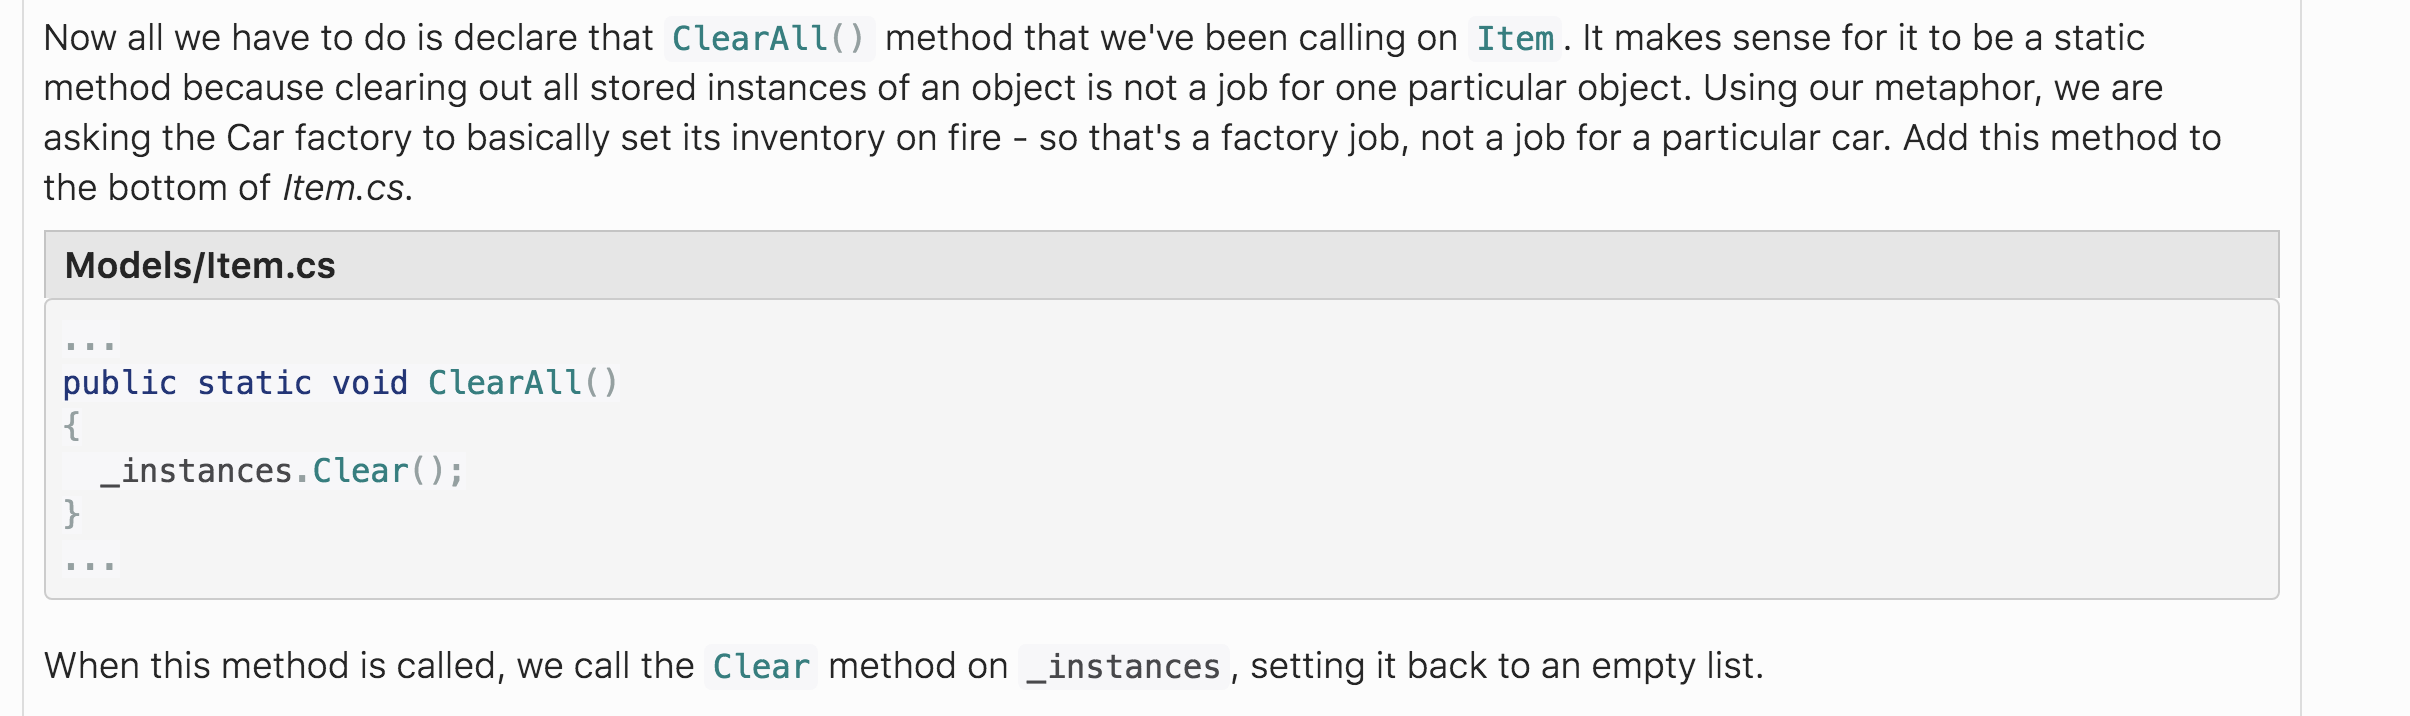 Now all we have to do is declare that ClearAll() method that we've been calling on Item. It makes sense for it to be a static
method because clearing out all stored instances of an object is not a job for one particular object. Using our metaphor, we are
asking the Car factory to basically set its inventory on fire - so that's a factory job, not a job for a particular car. Add this method to
the bottom of Item.cs.
Models/Item.cs
...
public static void ClearAll()
{
  _instances.Clear();
}
...
When this method is called, we call the Clear method on _instances, setting it back to an empty list.